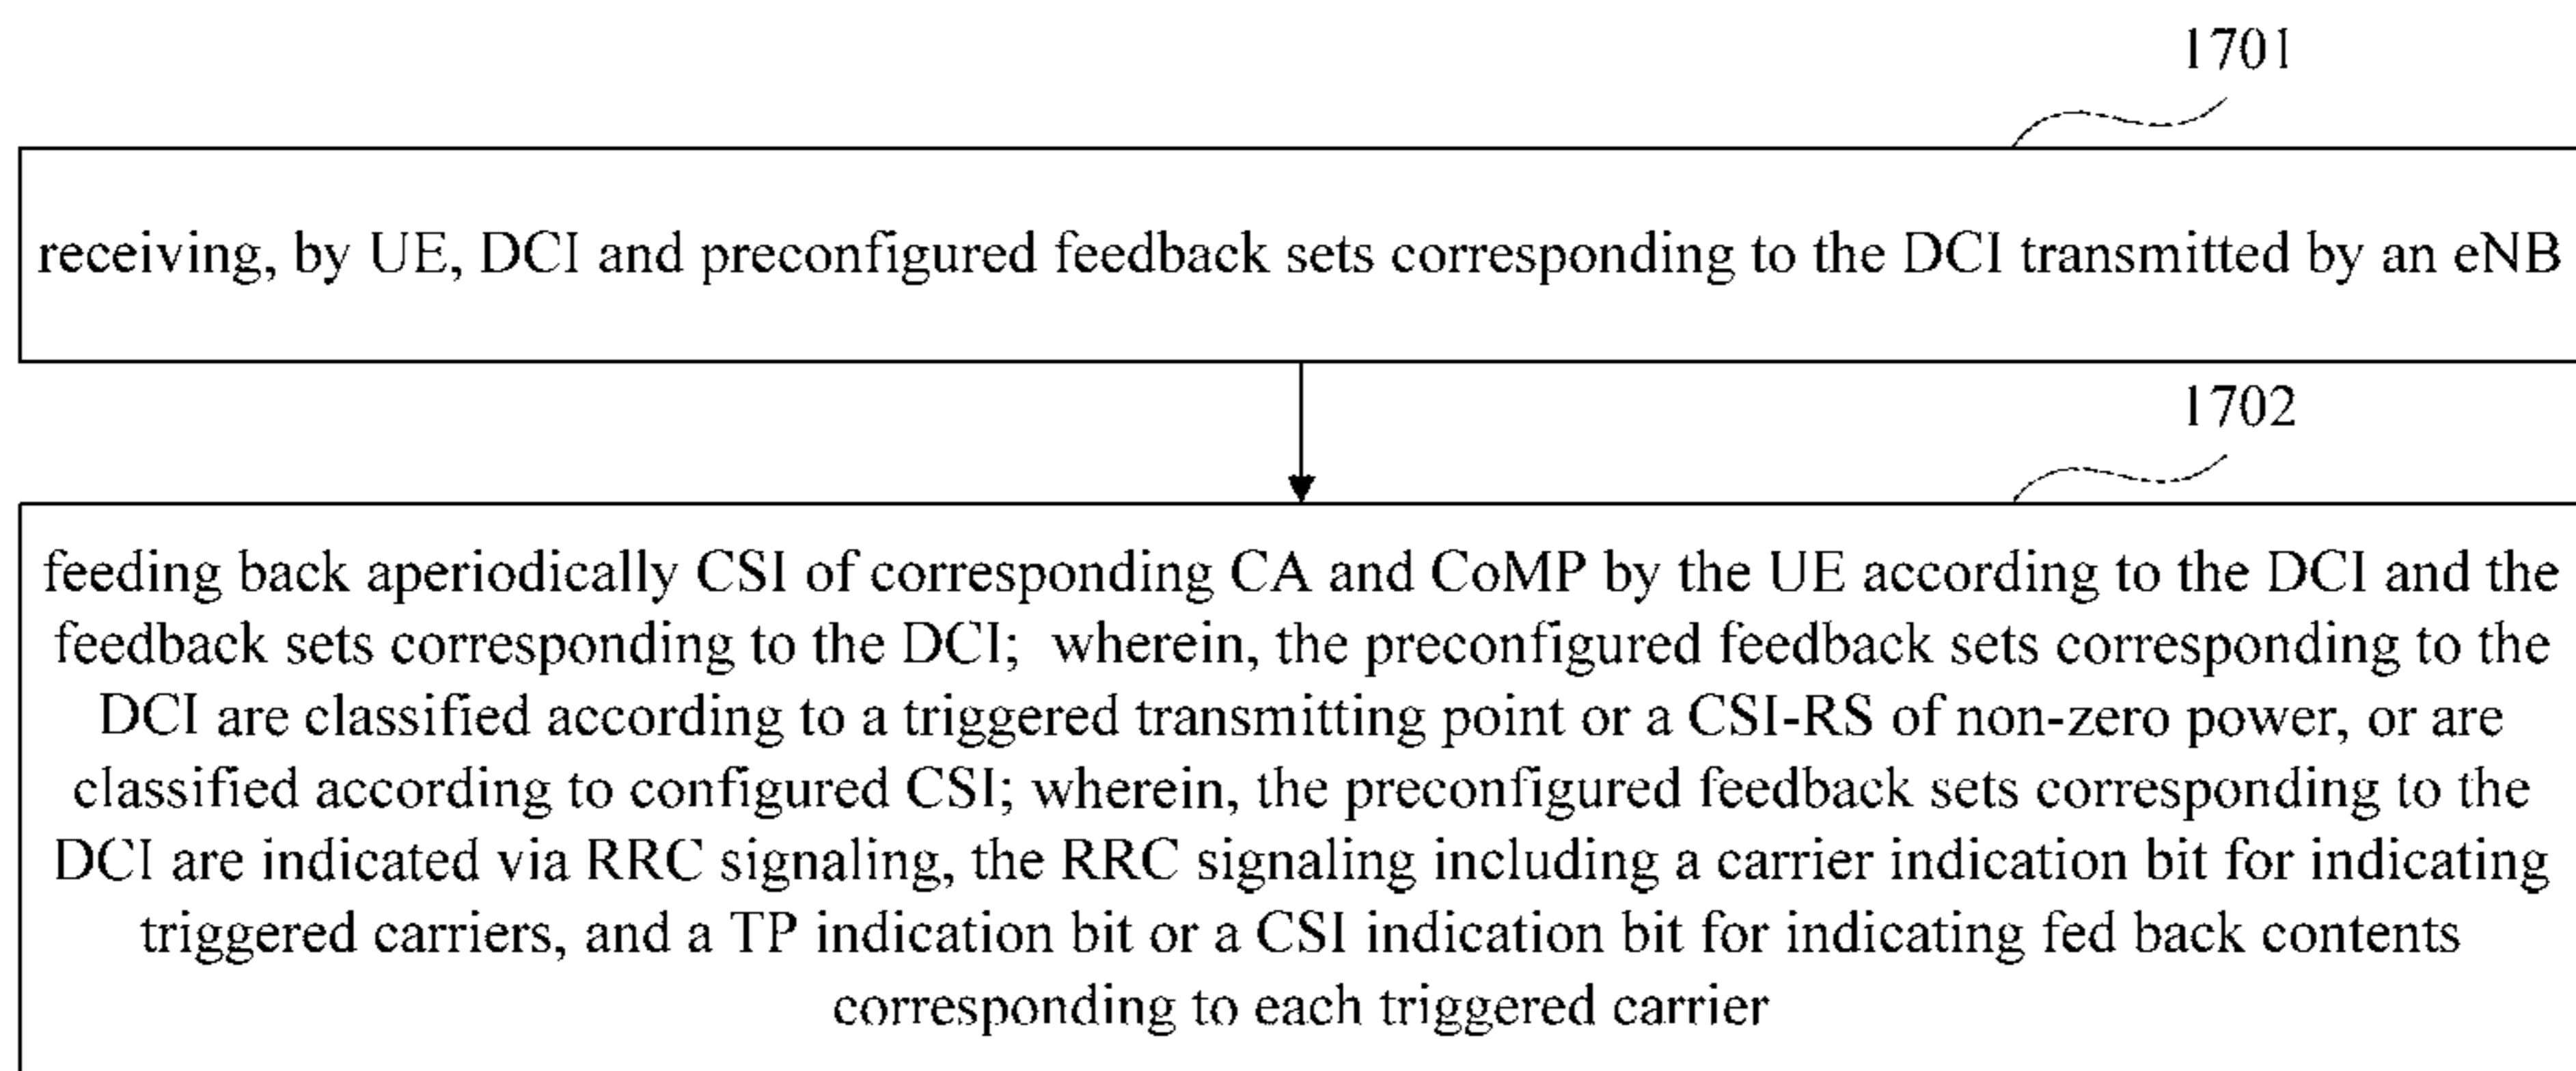 1701
receiving, by UE, DCI and preconfigured feedback sets corresponding to the DCI transmitted by an eNB
1702
feeding back aperiodically CSI of corresponding CA and CoMP by the UE according to the DCI and the
feedback sets corresponding to the DCI; wherein, the preconfigured feedback sets corresponding to the
DCI are classified according to a triggered transmitting point or a CSI-RS of non-zero power, or are
classified according to configured CSI; wherein, the preconfigured feedback sets corresponding to the
DCI are indicated via RRC signaling, the RRC signaling including a carrier indication bit for indicating
triggered carriers, and a TP indication bit or a CSI indication bit for indicating fed back contents
corresponding to each triggered carrier